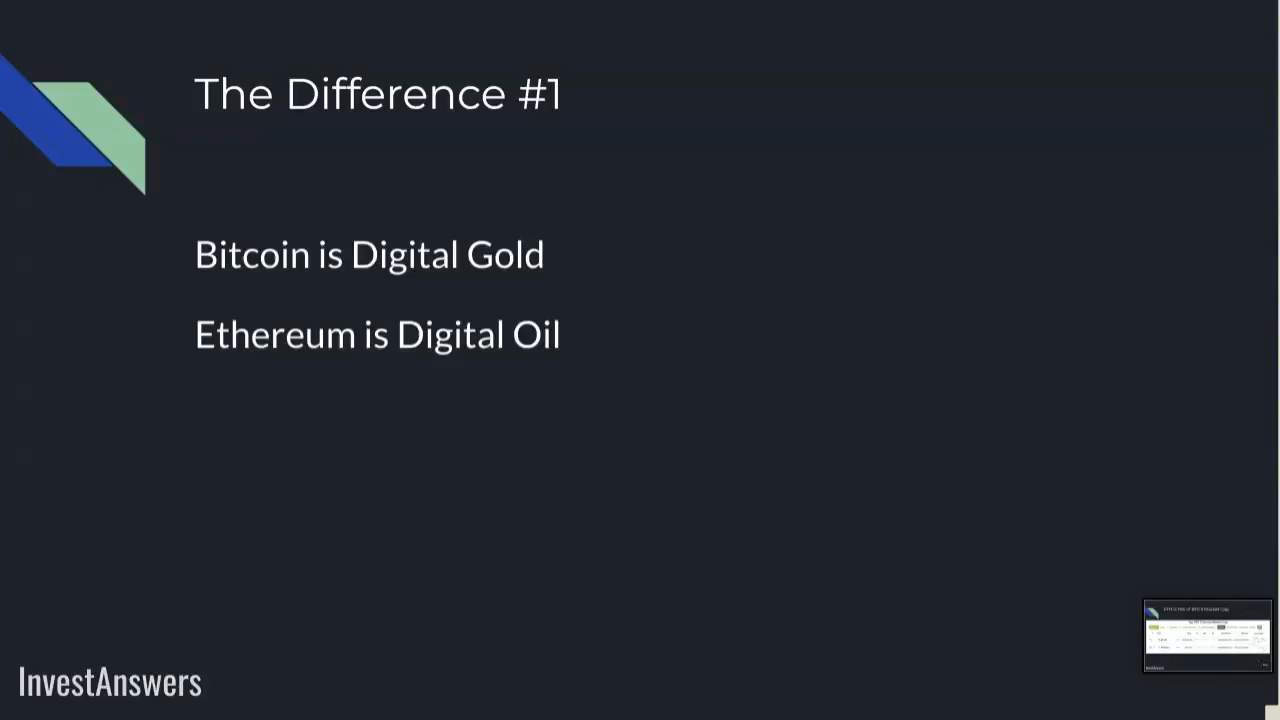 The Difference #1
Bitcoin is Digital Gold
Ethereum is Digital Oil
InvestAnswers